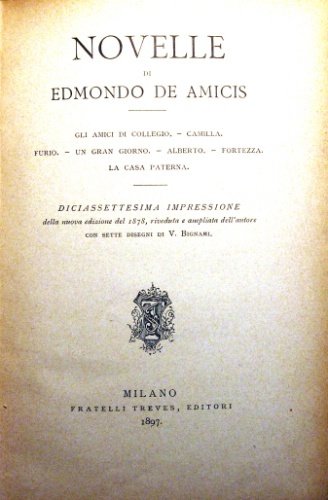 NOVELLE
DI
EDMONDO DE AMICIS
GLI AMICI DI COLLEGIO. – CAMILLA.
FURIO. – UN GRAN GIORNO. – ALBERTO. – FORTEZZA.
LA CASA PATERNA.
DICIASSETTESIMA IMPRESSIONE
della nuova edizione del 1878, riveduta e ampliata dell'autore
CON SETTE DISEGNI DI V. BIGNAMI.
MILANO
FRATELLI TREVES, EDITORI
1897.